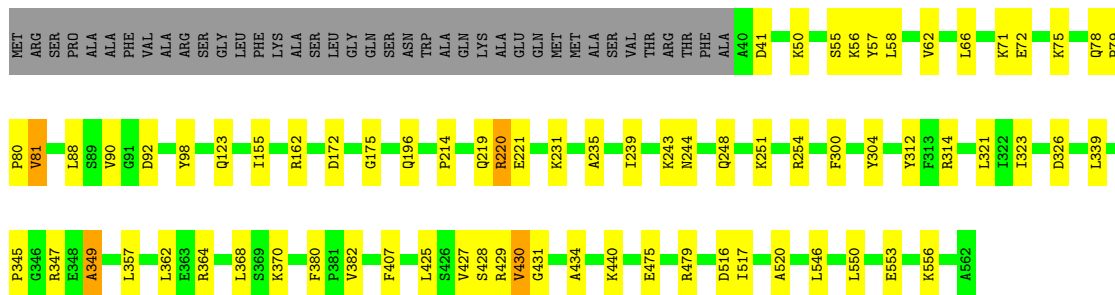 MET ARG SER PRO ALA ALA PHE VAL ALA ARG SER GLY LEU PHE LYS ALA SER LEU GLY GLN SER ASN TRP ALA GLN LYS ALA GLU GLN MET MET ALA SER VAL THR ARG THR PHE ALA A40 D41 K50 S55 K56 Y57 L58 V62 L66 K71 E72 K75 Q78
P80 V81 L88 S89 V90 G91 D92 Y98 Q123 I155 R162 D172 G175 Q196 P214 Q219 R220 E221 K231 A235 I239 K243 N244 Q248 K251 R254 F300 Y304 Y312 F313 R314 L321 I322 I323 D326 L339
P345 G346 R347 E348 A349 L357 L362 E363 R364 L368 S369 K370 F380 P381 V382 F407 L425 S426 V427 S428 R429 V430 G431 A434 K440 E475 R479 D516 I517 A520 L546 L550 E553 K556 A562